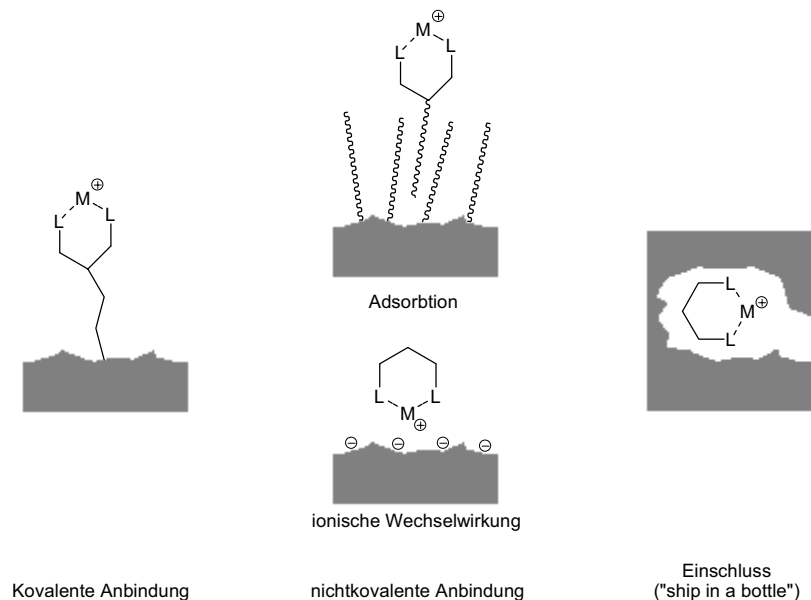 M⊕
L L
M⊕
L L
Adsorbtion
L
M⊕
L
L L
M
⊕
⊖ ⊖ ⊖ ⊖
ionische Wechselwirkung
Kovalente Anbindung
nichtkovalente Anbindung
Einschluss
("ship in a bottle")